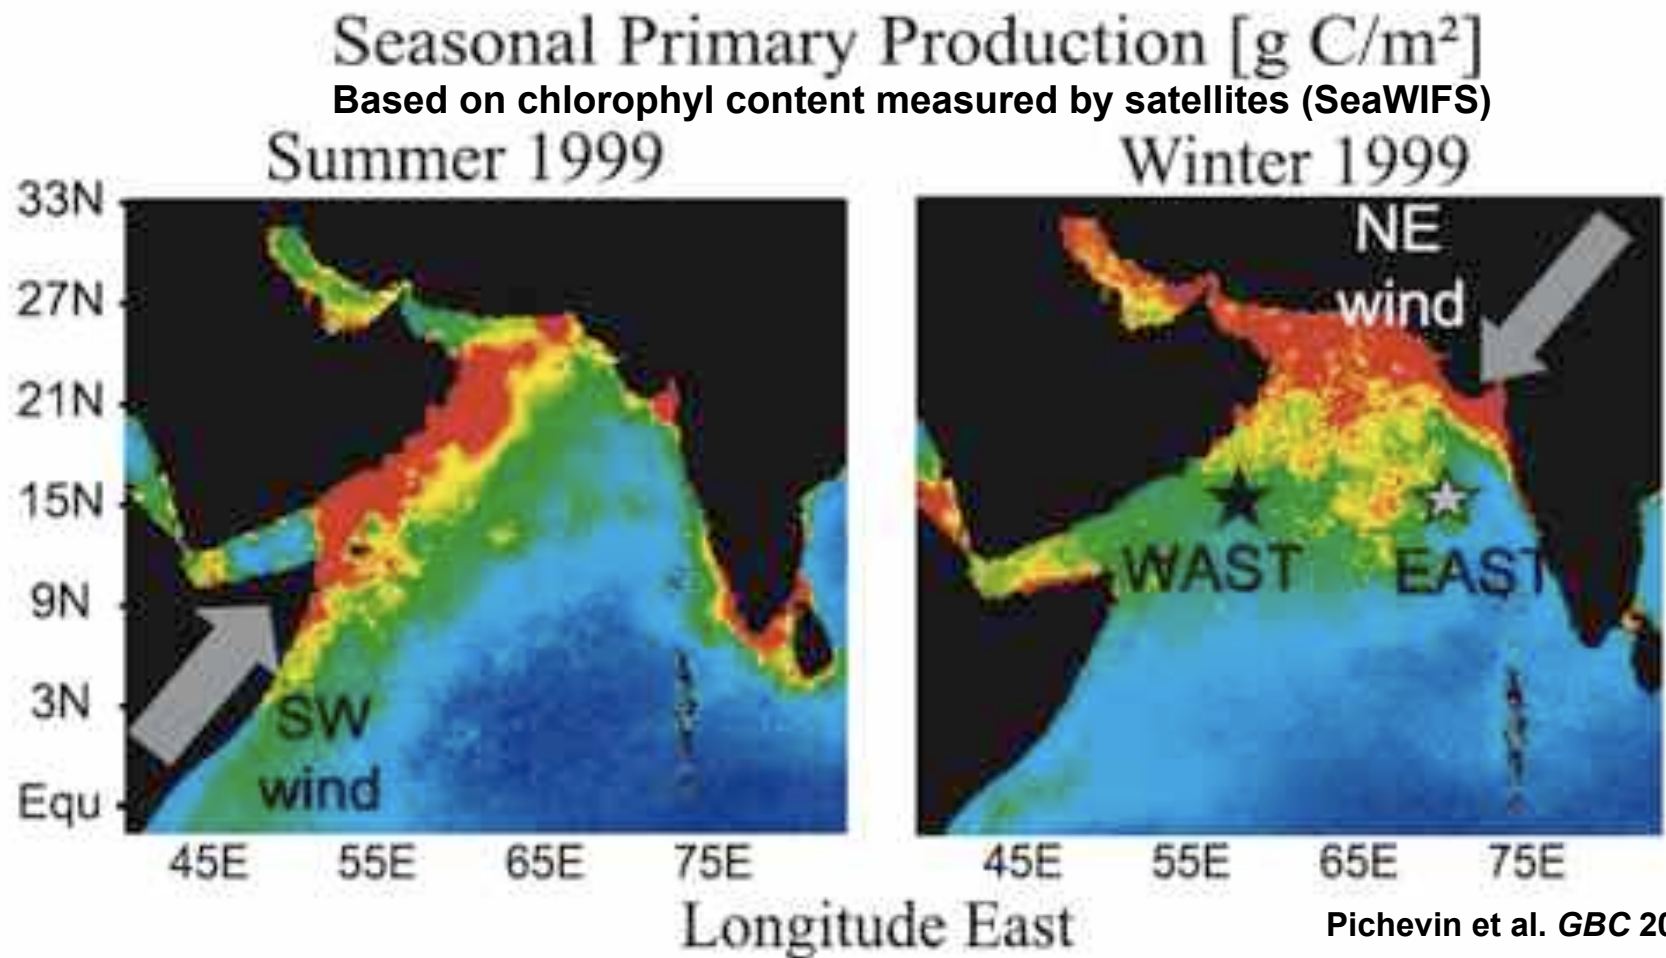 Seasonal Primary Production [g C/m²]
Based on chlorophyl content measured by satellites (SeaWIFS)
Summer 1999
Winter 1999
33N
27N
21N
15N
9N
3N
Equ
SW
wind
NE
wind
WAST
EAST
45E 55E 65E 75E
45E 55E 65E 75E
Longitude East
Pichevin et al. GBC 20